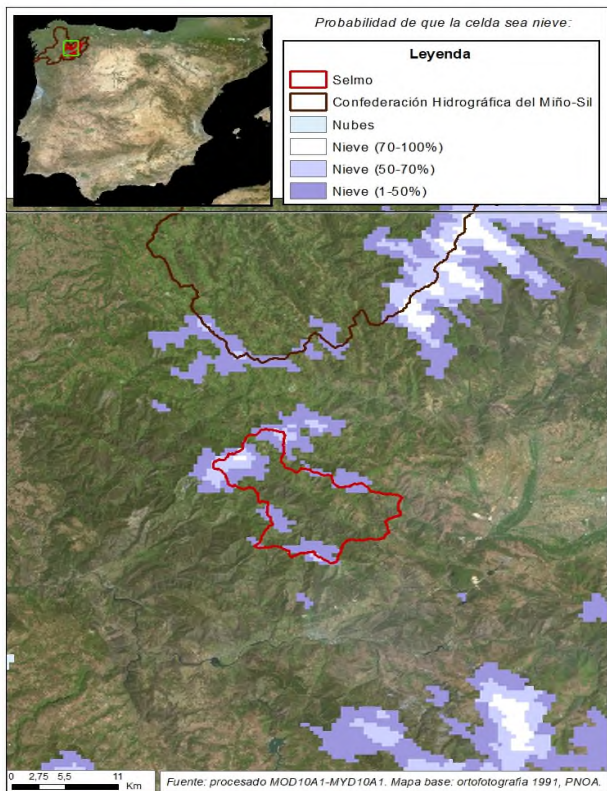 Probabilidad de que la celda sea nieve:
Leyenda
Selmo
Confederación Hidrográfica del Miño-Sil
Nubes
Nieve (70-100%)
Nieve (50-70%)
Nieve (1-50%)
0 2,75 5,5 11
Km
Fuente: procesado MOD10A1-MYD10A1. Mapa base: ortofotografia 1991, PNOA.